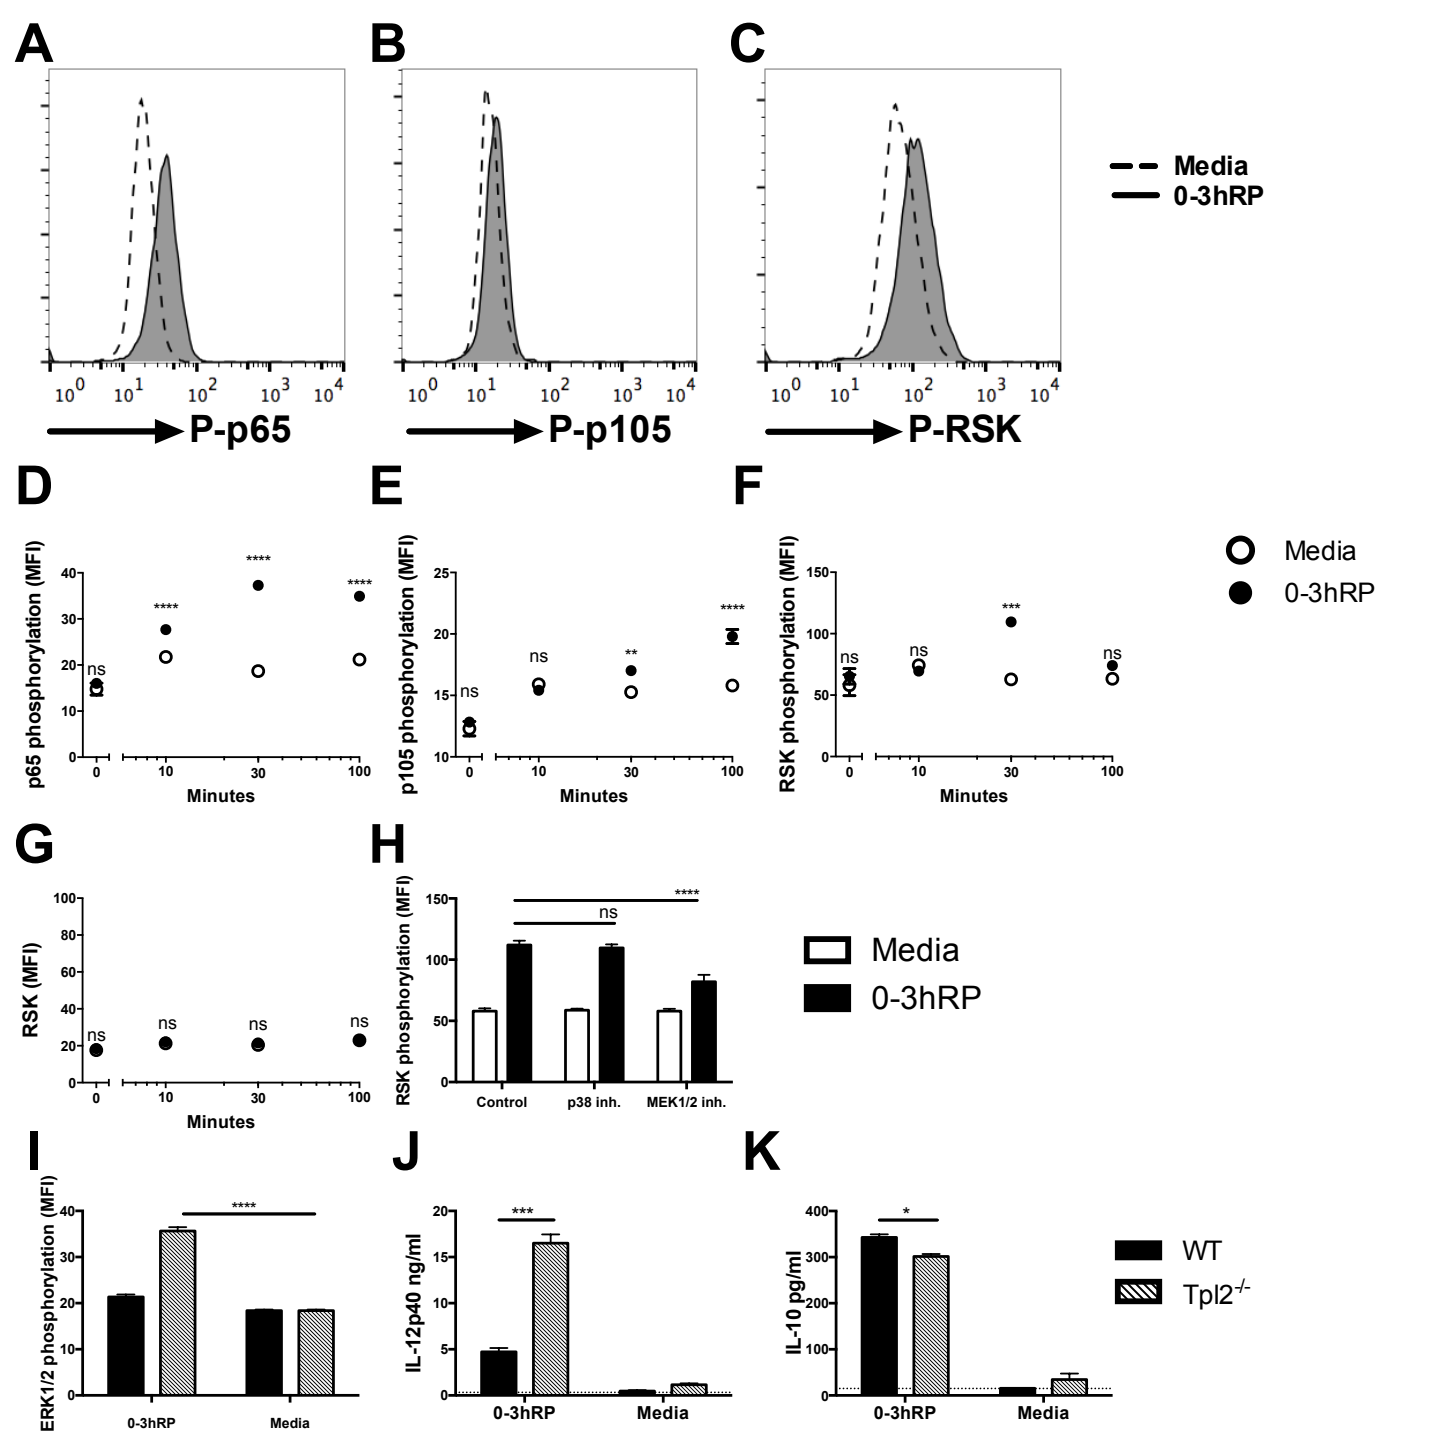 A
B
C
Media
0-3hRP
10^0 10^1 10^2 10^3 10^4
10^0 10^1 10^2 10^3 10^4
10^0 10^1 10^2 10^3 10^4
P-p65
P-p105
P-RSK
D
E
F
p65 phosphorylation (MFI)
40
30
20
10
0
ns
****
****
****
0 10 30 100
Minutes
p105 phosphorylation (MFI)
25
20
15
10
ns
ns
**
****
0 10 30 100
Minutes
RSK phosphorylation (MFI)
150
100
50
0
ns
ns
***
ns
0 10 30 100
Minutes
Media
0-3hRP
G
H
RSK (MFI)
100
80
60
40
20
0
ns
ns
ns
ns
0 10 30 100
Minutes
RSK phosphorylation (MFI)
150
100
50
0
****
ns
Control p38 inh. MEK1/2 inh.
Media
0-3hRP
I
J
K
ERK1/2 phosphorylation (MFI)
40
30
20
10
0
****
0-3hRP Media
IL-12p40 ng/ml
20
15
10
5
0
***
0-3hRP Media
IL-10 pg/ml
400
300
200
100
0
*
0-3hRP Media
WT
Tpl2^-/-